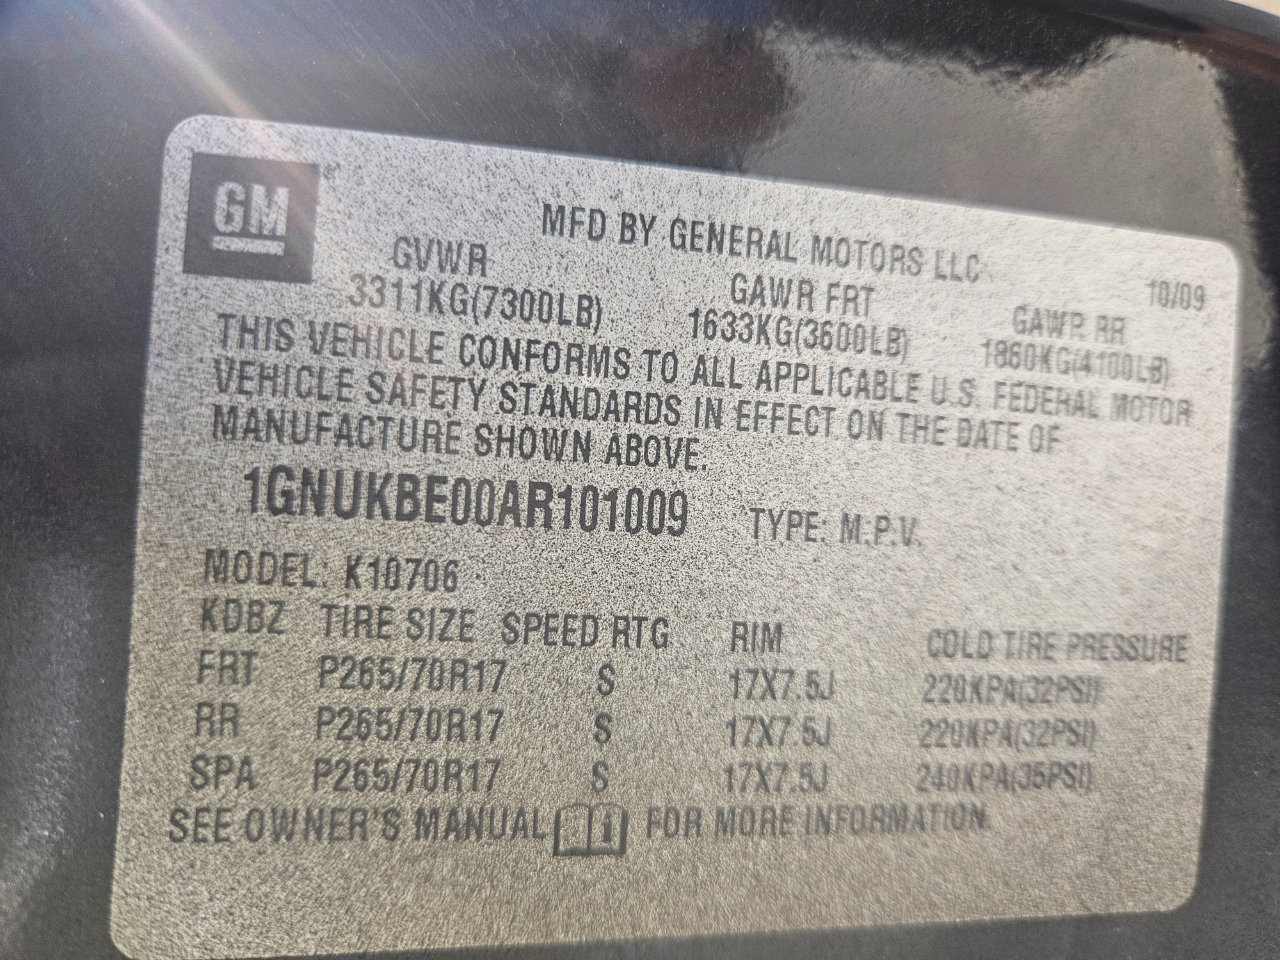 GM
MFD BY GENERAL MOTORS LLC
10/09
GVWR GAWR FRT GAWR RR
3311KG(7300LB) 1633KG(3600LB) 1860KG(4100LB)
THIS VEHICLE CONFORMS TO ALL APPLICABLE U.S. FEDERAL MOTOR
VEHICLE SAFETY STANDARDS IN EFFECT ON THE DATE OF
MANUFACTURE SHOWN ABOVE.
1GNUKBE00AR101009 TYPE: M.P.V.
MODEL: K10706
KDBZ TIRE SIZE SPEED RTG RIM COLD TIRE PRESSURE
FRT P265/70R17 S 17X7.5J 220KPA(32PSI)
RR P265/70R17 S 17X7.5J 220KPA(32PSI)
SPA P265/70R17 S 17X7.5J 240KPA(35PSI)
SEE OWNER'S MANUAL FOR MORE INFORMATION.